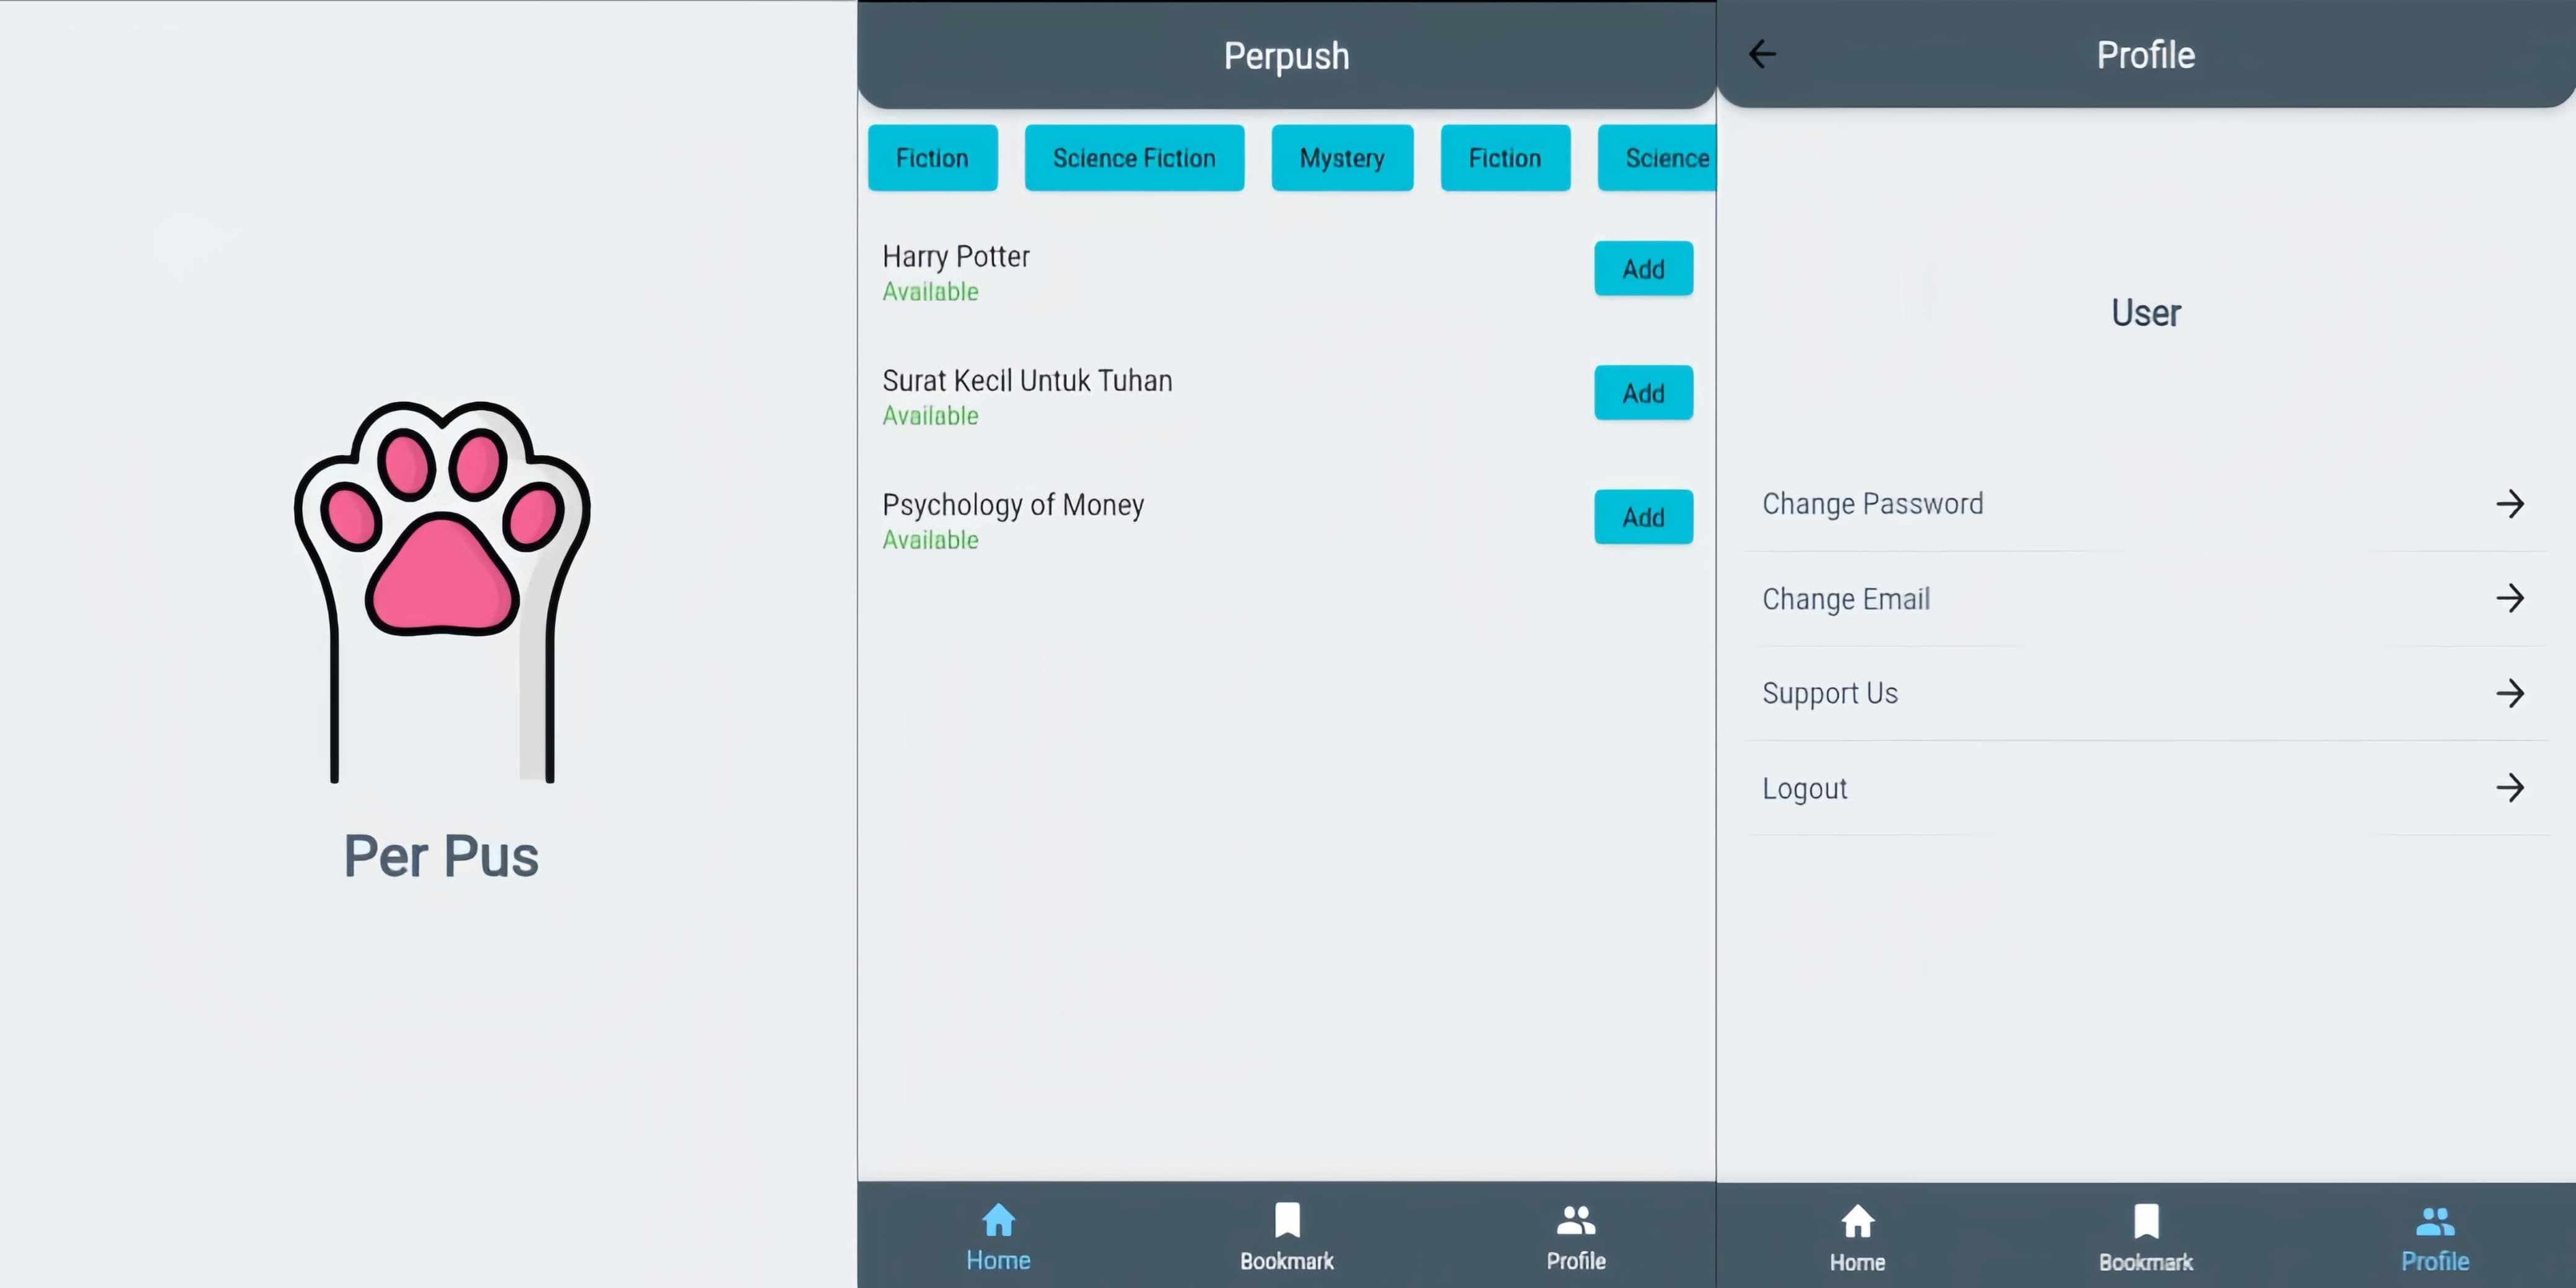 Per Pus
Perpush
Fiction
Science Fiction
Mystery
Fiction
Science
Harry Potter
Available
Add
Surat Kecil Untuk Tuhan
Available
Add
Psychology of Money
Available
Add
Home
Bookmark
Profile
Profile
User
Change Password
Change Email
Support Us
Logout
Home
Bookmark
Profile